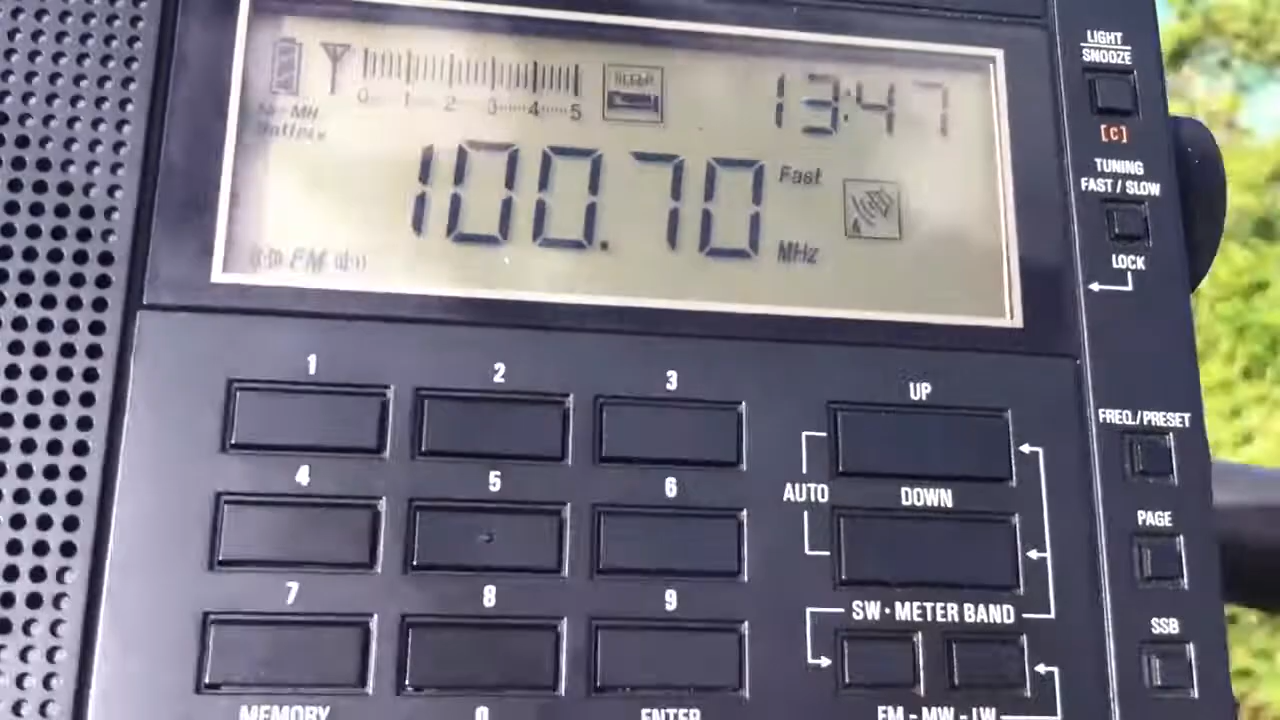 LIGHT
SNOOZE
0 1 2 3 4 5
13:47
[C]
Ni-MH
Battery
100.70
Fast
MHz
FM
TUNING
FAST / SLOW
LOCK
1
2
3
UP
FREQ./PRESET
4
5
6
AUTO
DOWN
PAGE
7
8
9
SW · METER BAND
SSB
MEMORY
0
ENTER
FM - MW - LW